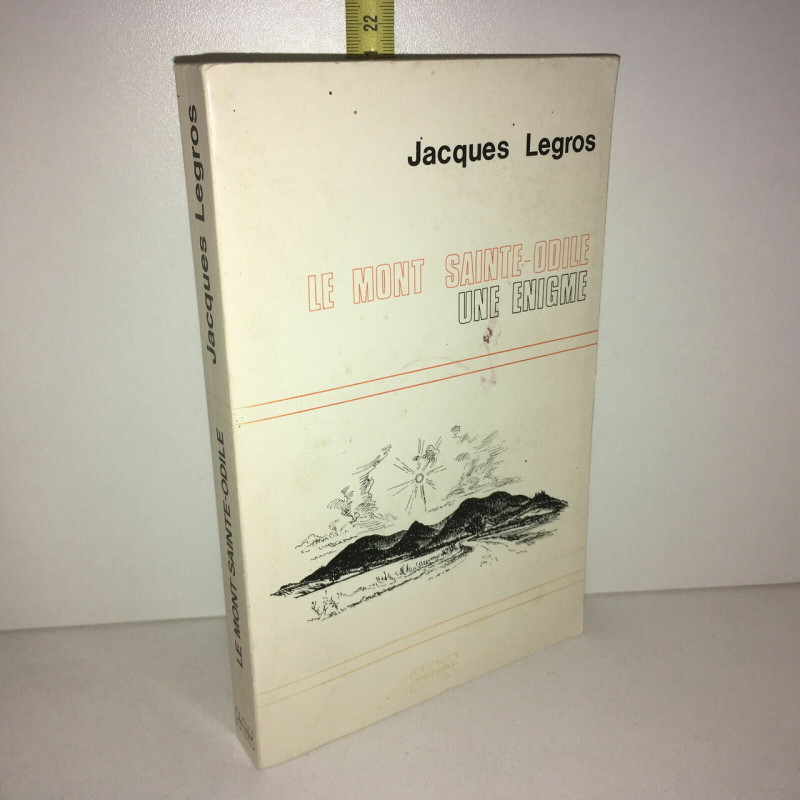 22
Jacques Legros
LE MONT SAINTE-ODILE
UNE ENIGME
LE MONT SAINTE-ODILE Jacques Legros